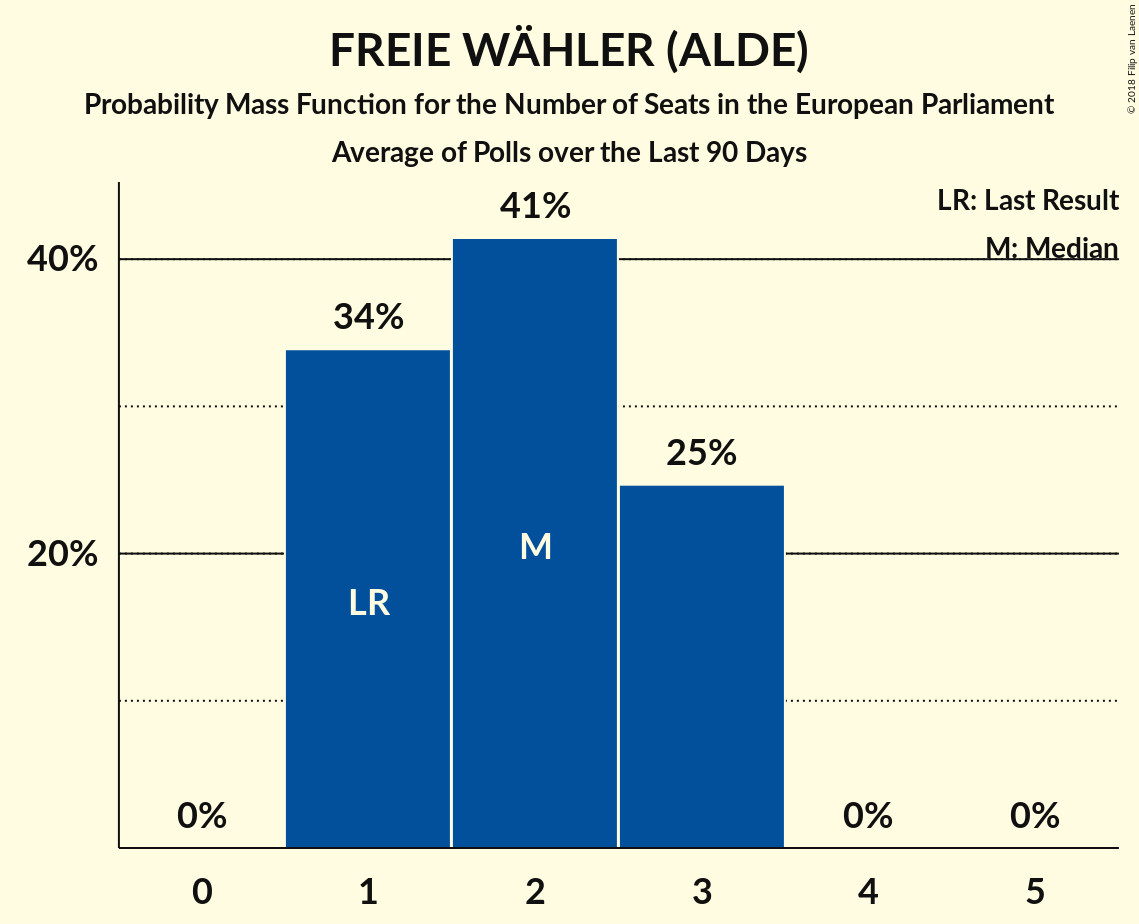 FREIE WÄHLER (ALDE)
Probability Mass Function for the Number of Seats in the European Parliament
Average of Polls over the Last 90 Days
© 2018 Filip van Laenen
LR: Last Result
M: Median
41%
40%
34%
25%
20%
M
LR
0%
0%
0%
0
1
2
3
4
5